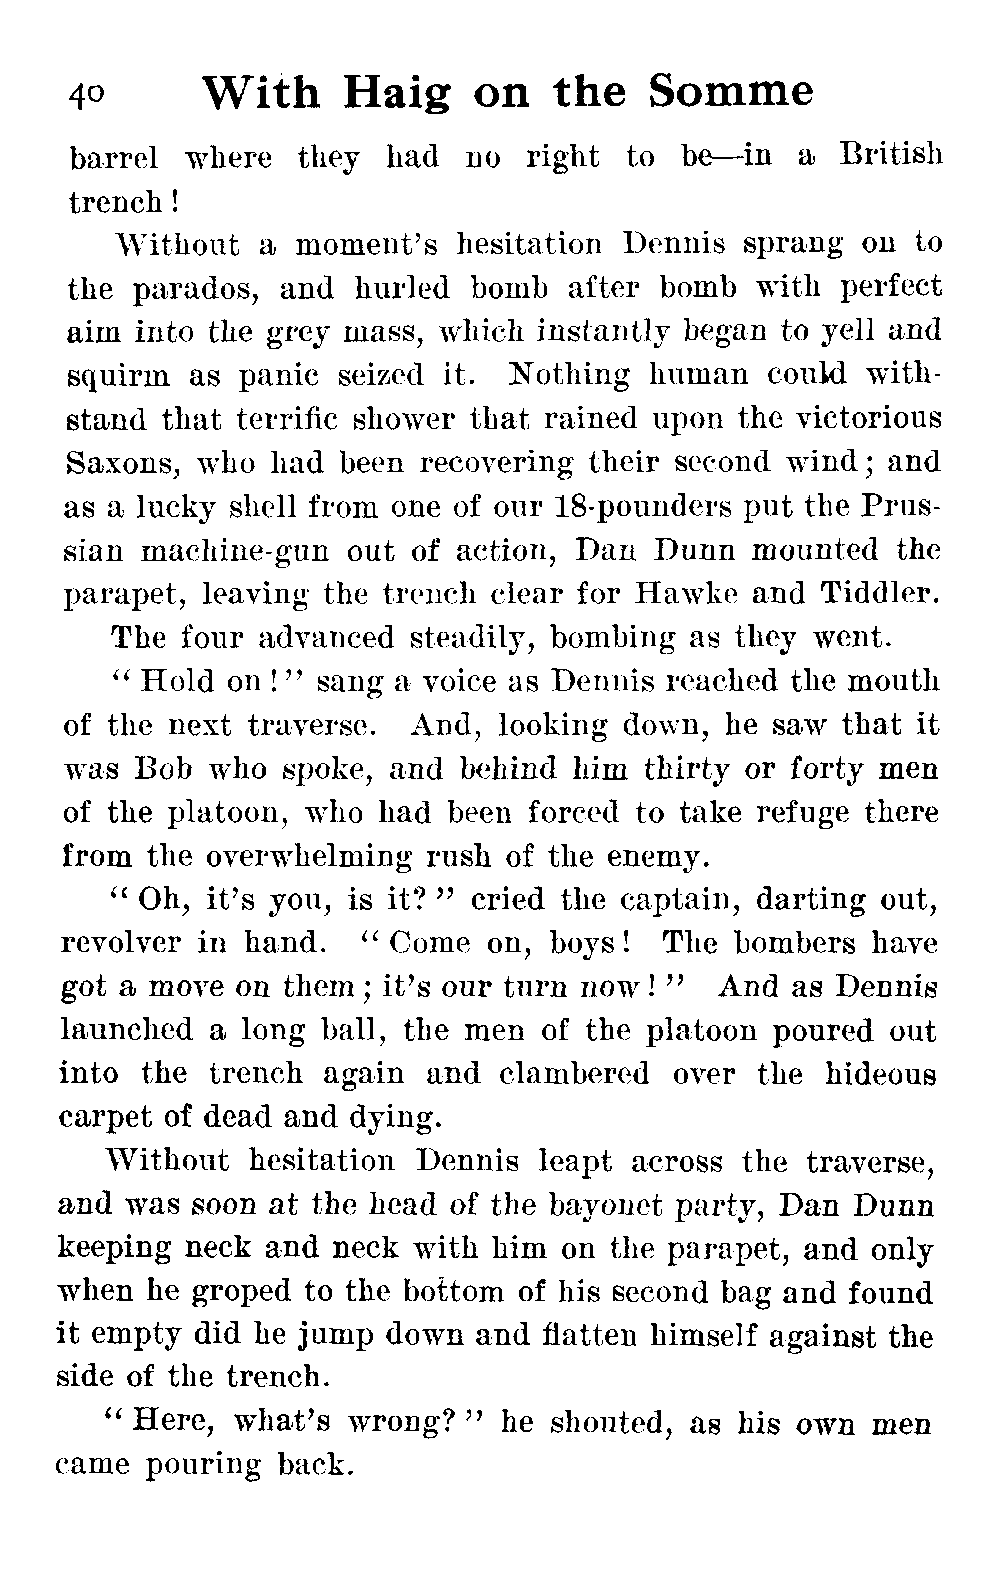 40 With Haig on the Somme
barrel where they had no right to be—in a British
trench!
Without a moment's hesitation Dennis sprang on to
the parados, and hurled bomb after bomb with perfect
aim into the grey mass, which instantly began to yell and
squirm as panic seized it. Nothing human could with-
stand that terrific shower that rained upon the victorious
Saxons, who had been recovering their second wind; and
as a lucky shell from one of our 18-pounders put the Prus-
sian machine-gun out of action, Dan Dunn mounted the
parapet, leaving the trench clear for Hawke and Tiddler.
The four advanced steadily, bombing as they went.
"Hold on!" sang a voice as Dennis reached the mouth
of the next traverse. And, looking down, he saw that it
was Bob who spoke, and behind him thirty or forty men
of the platoon, who had been forced to take refuge there
from the overwhelming rush of the enemy.
"Oh, it's you, is it?" cried the captain, darting out,
revolver in hand. "Come on, boys! The bombers have
got a move on them; it's our turn now!" And as Dennis
launched a long ball, the men of the platoon poured out
into the trench again and clambered over the hideous
carpet of dead and dying.
Without hesitation Dennis leapt across the traverse,
and was soon at the head of the bayonet party, Dan Dunn
keeping neck and neck with him on the parapet, and only
when he groped to the bottom of his second bag and found
it empty did he jump down and flatten himself against the
side of the trench.
"Here, what's wrong?" he shouted, as his own men
came pouring back.